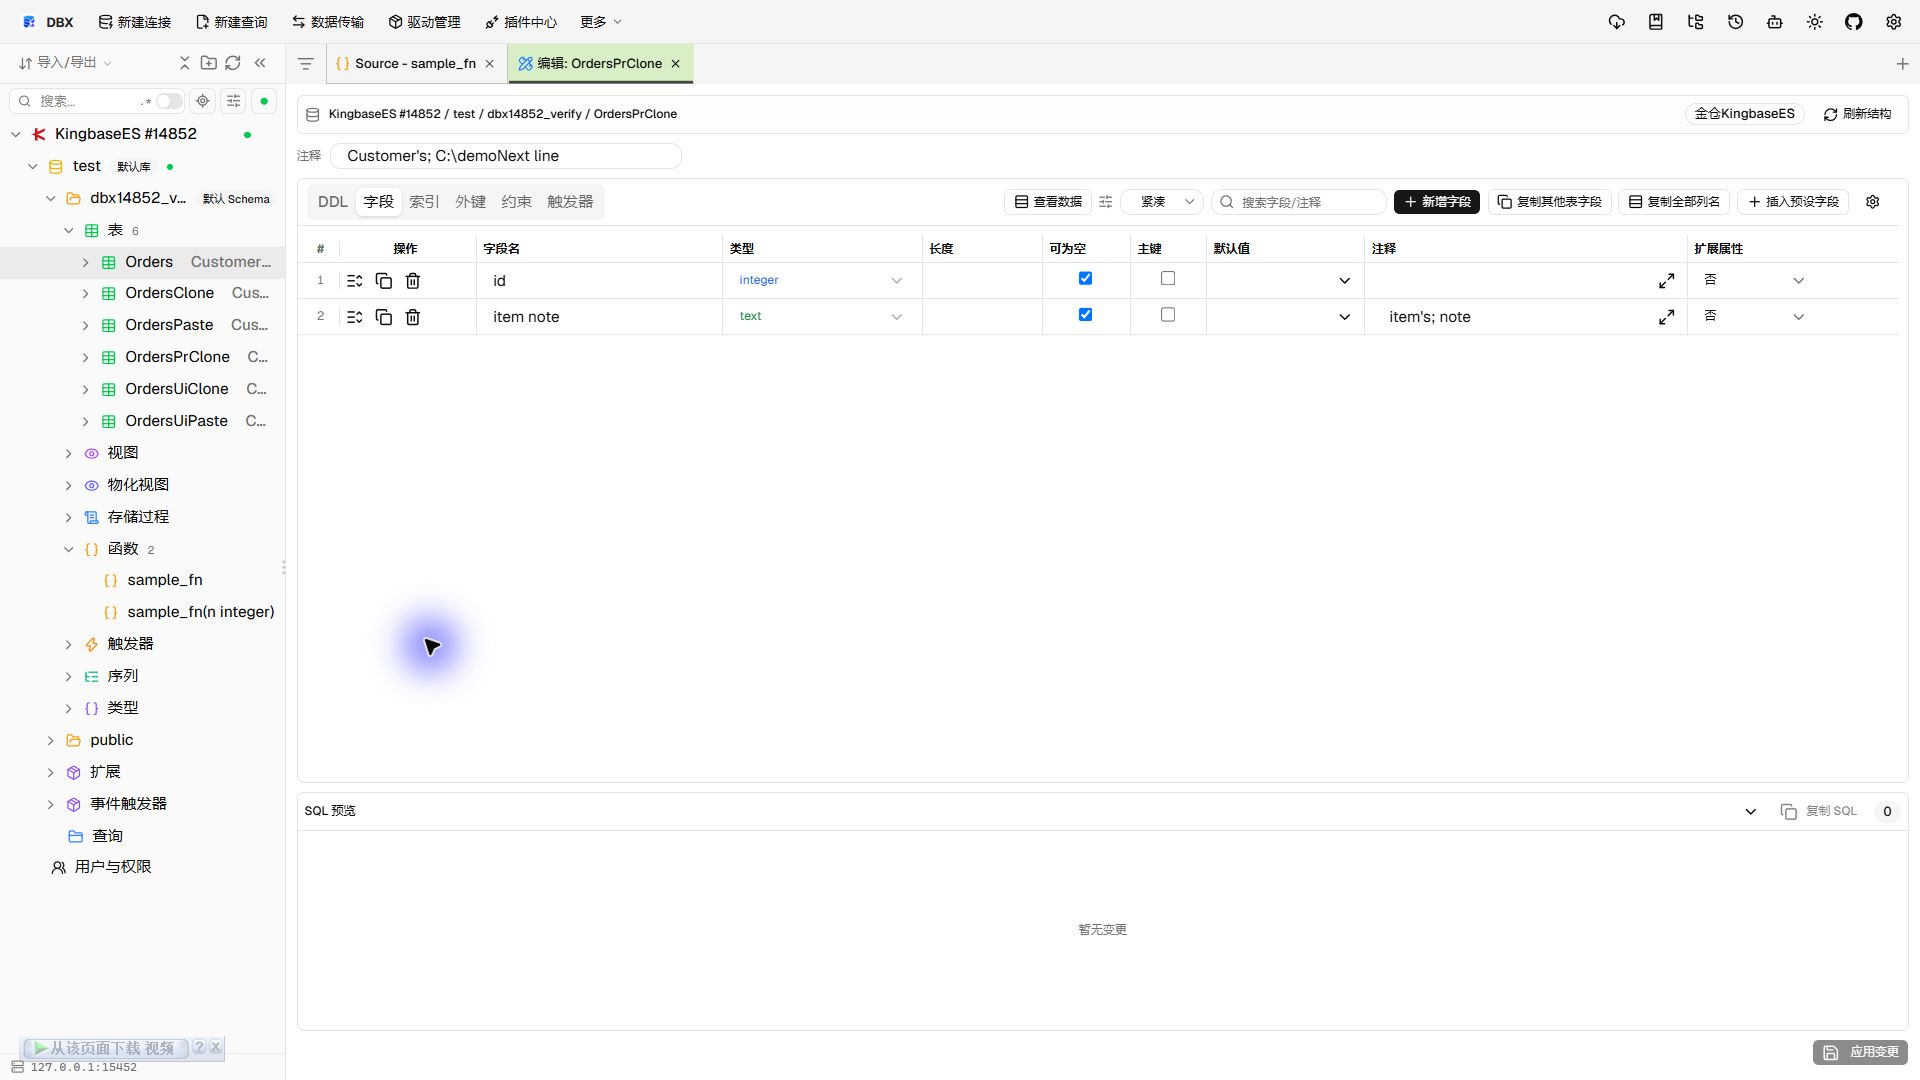 DBX 新建连接 新建查询 数据传输 驱动管理 插件中心 更多
导入/导出
Source - sample_fn 编辑: OrdersPrClone
搜索... .*
KingbaseES #14852
test 默认库
dbx14852_v... 默认 Schema
表 6
Orders Customer...
OrdersClone Cus...
OrdersPaste Cus...
OrdersPrClone C...
OrdersUiClone C...
OrdersUiPaste C...
视图
物化视图
存储过程
函数 2
sample_fn
sample_fn(n integer)
触发器
序列
类型
public
扩展
事件触发器
查询
用户与权限
从该页面下载 视频 ? X
127.0.0.1:15452
KingbaseES #14852 / test / dbx14852_verify / OrdersPrClone 金仓KingbaseES 刷新结构
注释 Customer's; C:\demoNext line
DDL 字段 索引 外键 约束 触发器 查看数据 紧凑 搜索字段/注释 新增字段 复制其他表字段 复制全部列名 插入预设字段
# 操作 字段名 类型 长度 可为空 主键 默认值 注释 扩展属性
1 id integer 否
2 item note text item's; note 否
SQL 预览 复制 SQL 0
暂无变更
应用变更